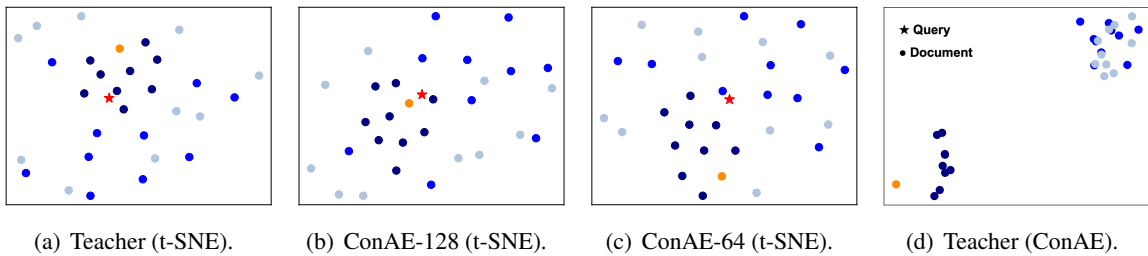 Query
Document
(a) Teacher (t-SNE).
(b) ConAE-128 (t-SNE).
(c) ConAE-64 (t-SNE).
(d) Teacher (ConAE).